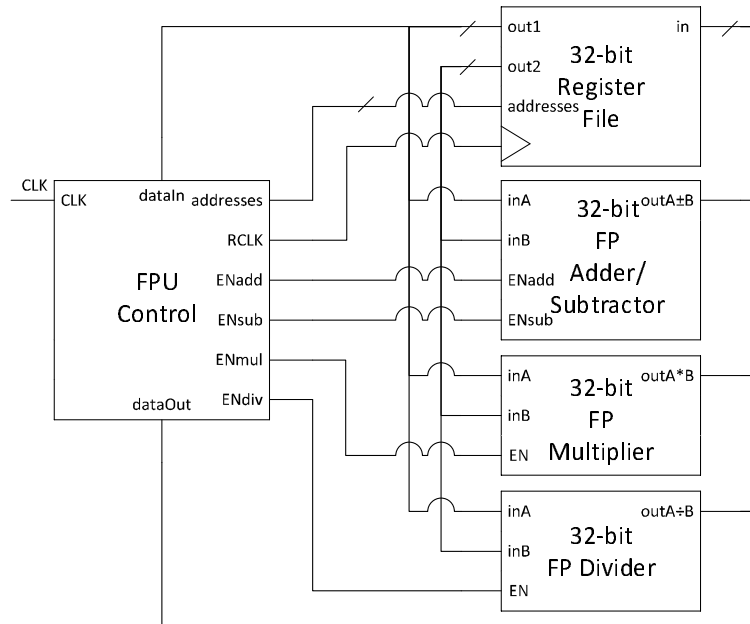 CLK
CLK
dataIn
addresses
RCLK
FPU
Control
ENadd
ENsub
ENmul
ENdiv
dataOut
out1
in
32-bit
out2
Register
addresses
File
inA
outA±B
32-bit
inB
FP
ENadd
Adder/
Subtractor
ENsub
inA
outA*B
32-bit
inB
FP
EN
Multiplier
inA
outA÷B
32-bit
inB
FP Divider
EN